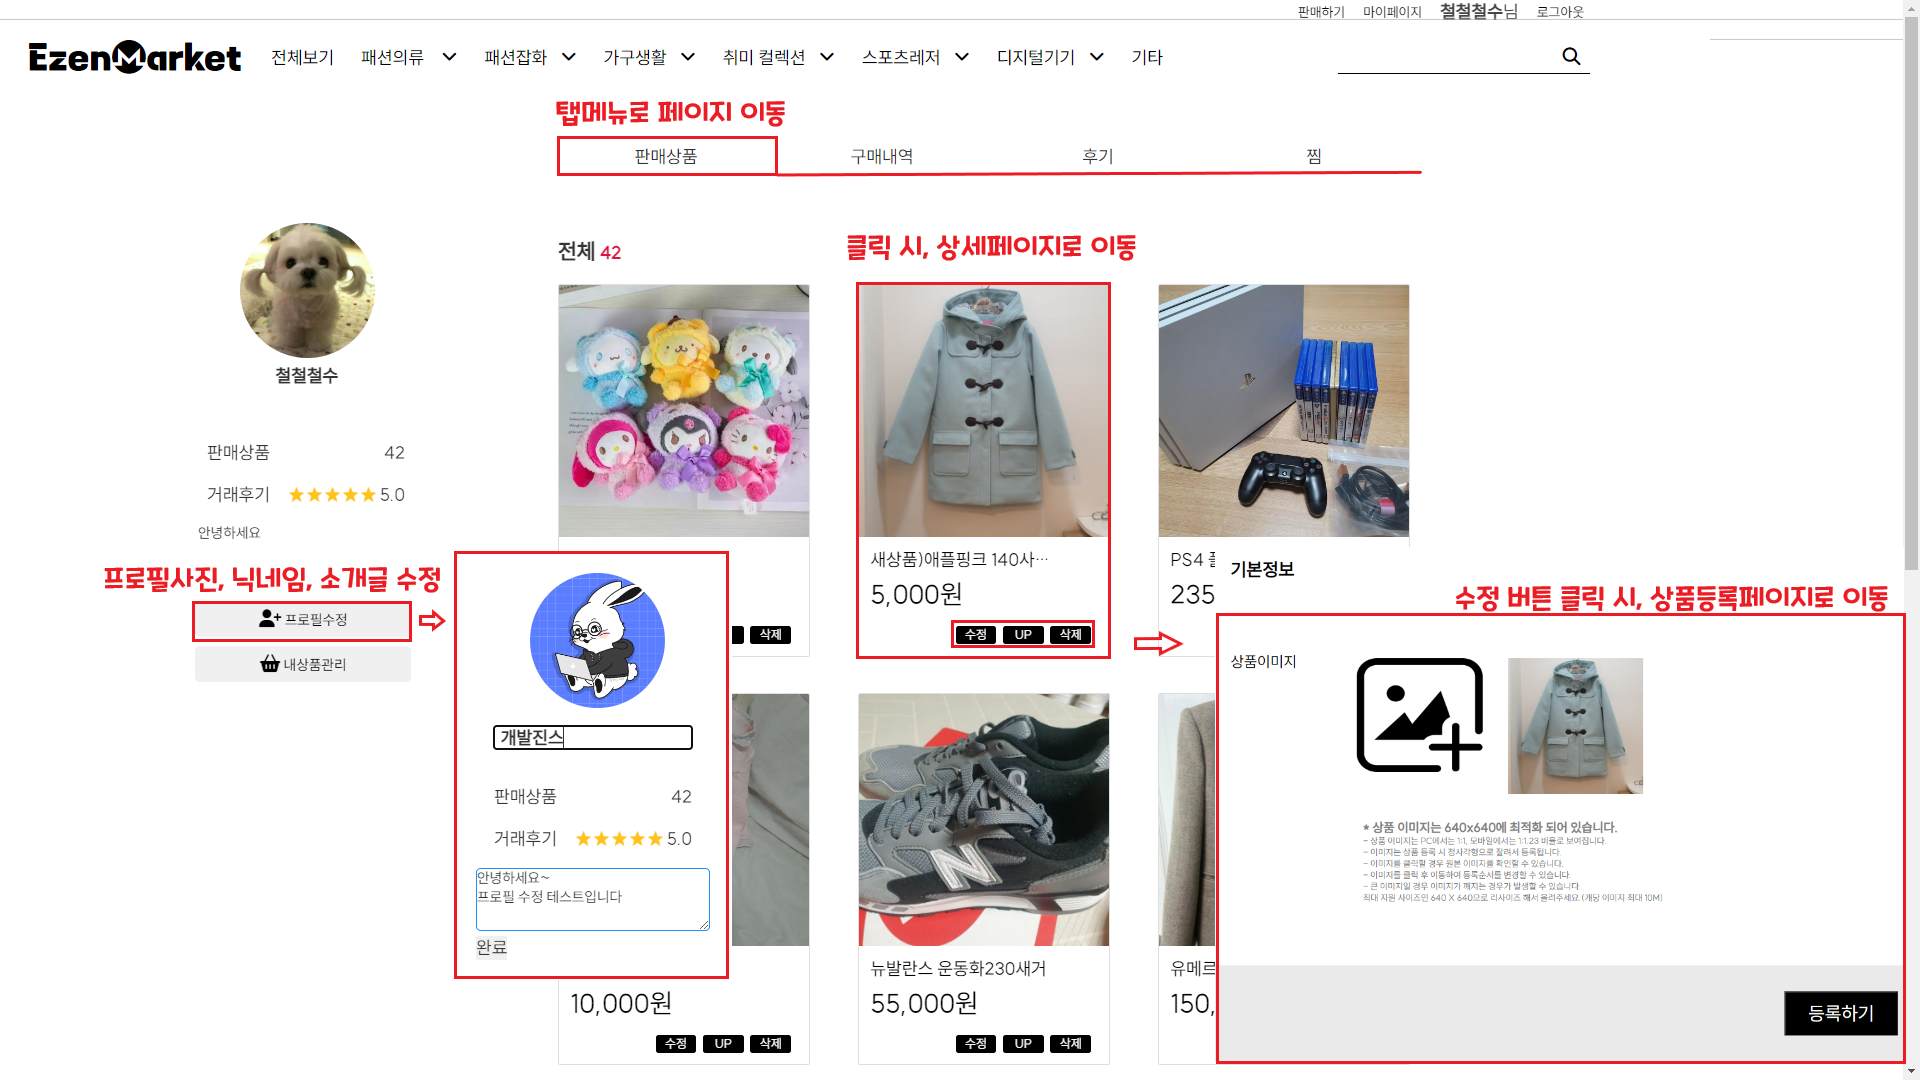 판매하기 마이페이지 철철철수님 로그아웃
EzenMarket 전체보기 패션의류 패션잡화 가구생활 취미 컬렉션 스포츠레저 디지털기기 기타
탭메뉴로 페이지 이동
판매상품 구매내역 후기 찜
전체 42
클릭 시, 상세페이지로 이동
철철철수
판매상품 42
거래후기 ★★★★★ 5.0
안녕하세요
프로필사진, 닉네임, 소개글 수정
프로필수정
내상품관리
개발진스
판매상품 42
거래후기 ★★★★★ 5.0
안녕하세요~
프로필 수정 테스트입니다
완료
삭제
새상품)애플핑크 140사...
5,000원
수정 UP 삭제
PS4
235
10,000원
수정 UP 삭제
뉴발란스 운동화230새거
55,000원
수정 UP 삭제
유메르
150,
기본정보
수정 버튼 클릭 시, 상품등록페이지로 이동
상품이미지
* 상품 이미지는 640x640에 최적화 되어 있습니다.
- 상품 이미지는 PC에서는 1:1, 모바일에서는 1:1.23 비율로 보여집니다.
- 이미지는 상품 등록 시 정사각형으로 잘려서 등록됩니다.
- 이미지를 클릭할 경우 원본 이미지를 확인할 수 있습니다.
- 이미지를 클릭 후 이동하여 등록순서를 변경할 수 있습니다.
- 큰 이미지일 경우 이미지가 깨지는 경우가 발생할 수 있습니다.
최대 지원 사이즈인 640 X 640으로 리사이즈 해서 올려주세요.(개당 이미지 최대 10M)
등록하기